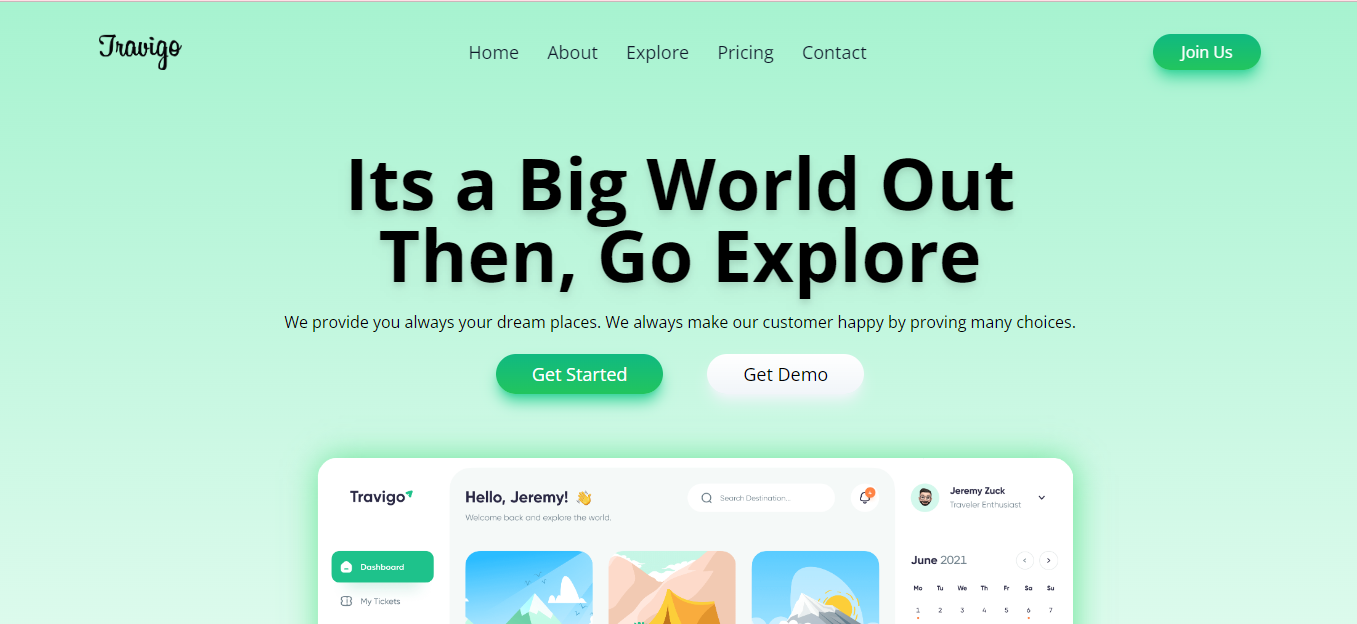 Travigo
Home About Explore Pricing Contact
Join Us
Its a Big World Out
Then, Go Explore
We provide you always your dream places. We always make our customer happy by proving many choices.
Get Started
Get Demo
Travigo
Hello, Jeremy! 👋
Welcome back and explore the world.
Search Destination...
Jeremy Zuck
Traveler Enthusiast
Dashboard
My Tickets
June 2021
Mo Tu We Th Fr Sa Su
1 2 3 4 5 6 7